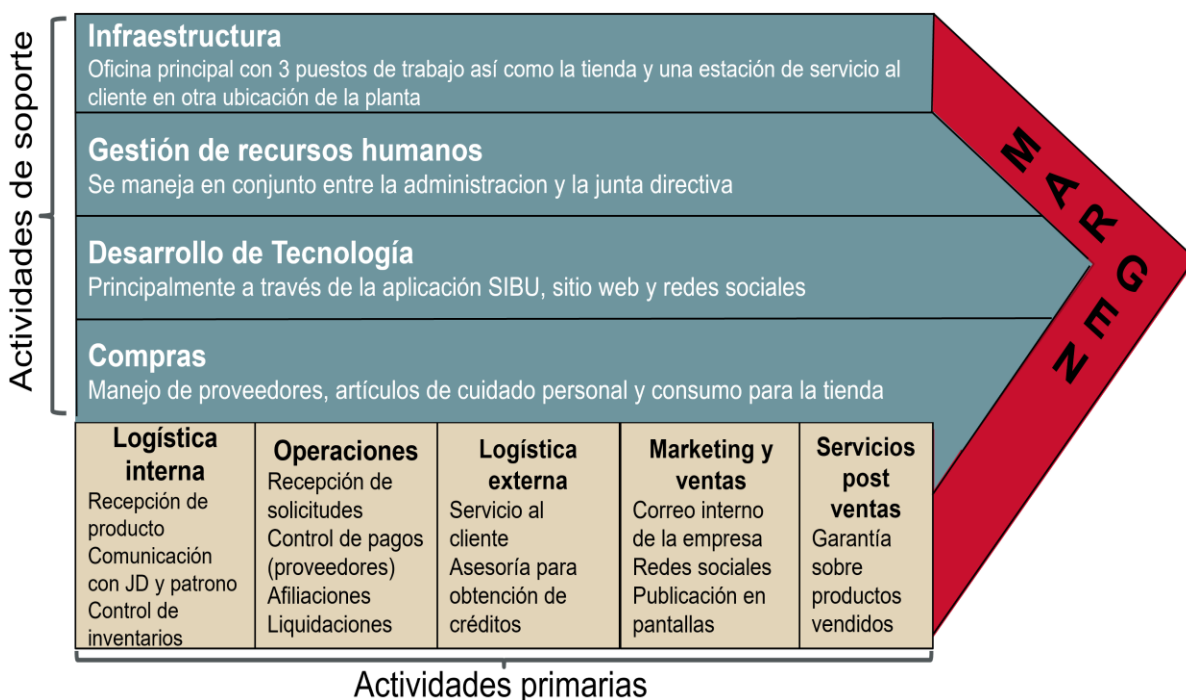 Actividades de soporte
Infraestructura
Oficina principal con 3 puestos de trabajo así como la tienda y una estación de servicio al
cliente en otra ubicación de la planta
Gestión de recursos humanos
Se maneja en conjunto entre la administracion y la junta directiva
Desarrollo de Tecnología
Principalmente a través de la aplicación SIBU, sitio web y redes sociales
Compras
Manejo de proveedores, artículos de cuidado personal y consumo para la tienda
MARGEN
Logística
interna
Recepción de
producto
Comunicación
con JD y patrono
Control de
inventarios
Operaciones
Recepción de
solicitudes
Control de pagos
(proveedores)
Afiliaciones
Liquidaciones
Logística
externa
Servicio al
cliente
Asesoría para
obtención de
créditos
Marketing y
ventas
Correo interno
de la empresa
Redes sociales
Publicación en
pantallas
Servicios
post
ventas
Garantía
sobre
productos
vendidos
Actividades primarias